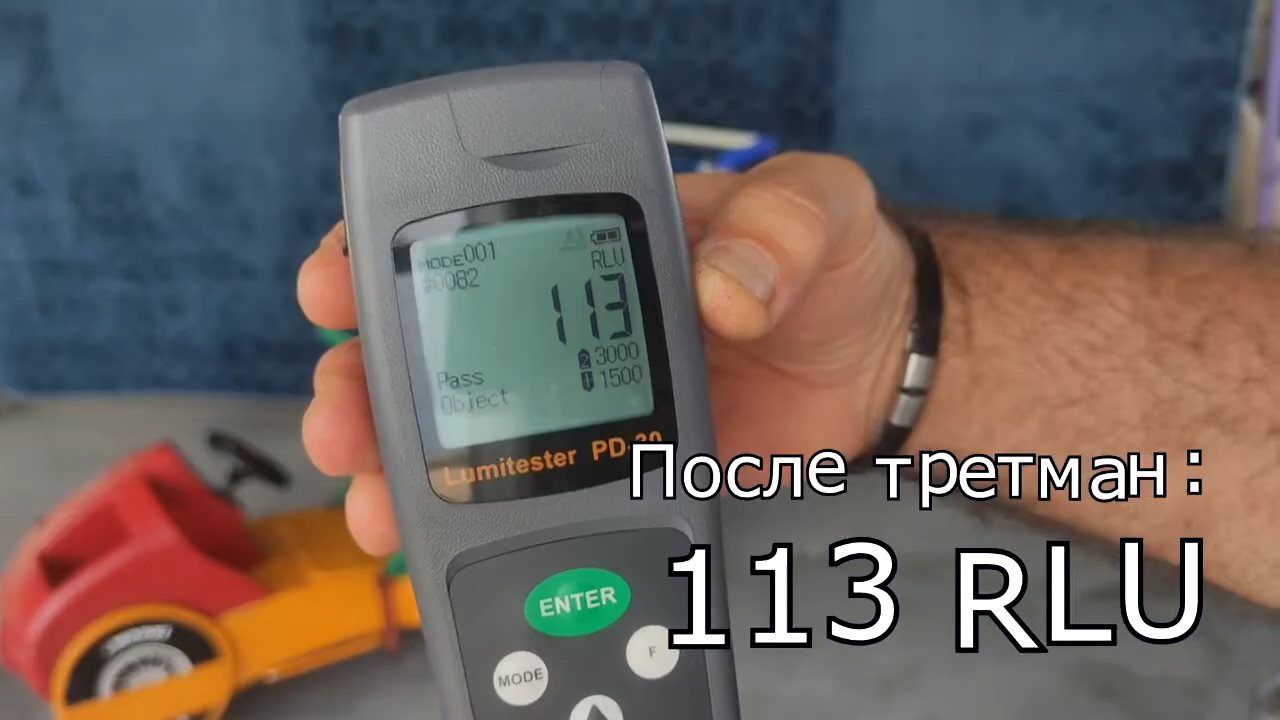 MODE001
RLU
#0082
113
2 3000
1 1500
Pass
Object
Lumitester PD-30
После третман:
113 RLU
ENTER
MODE
F